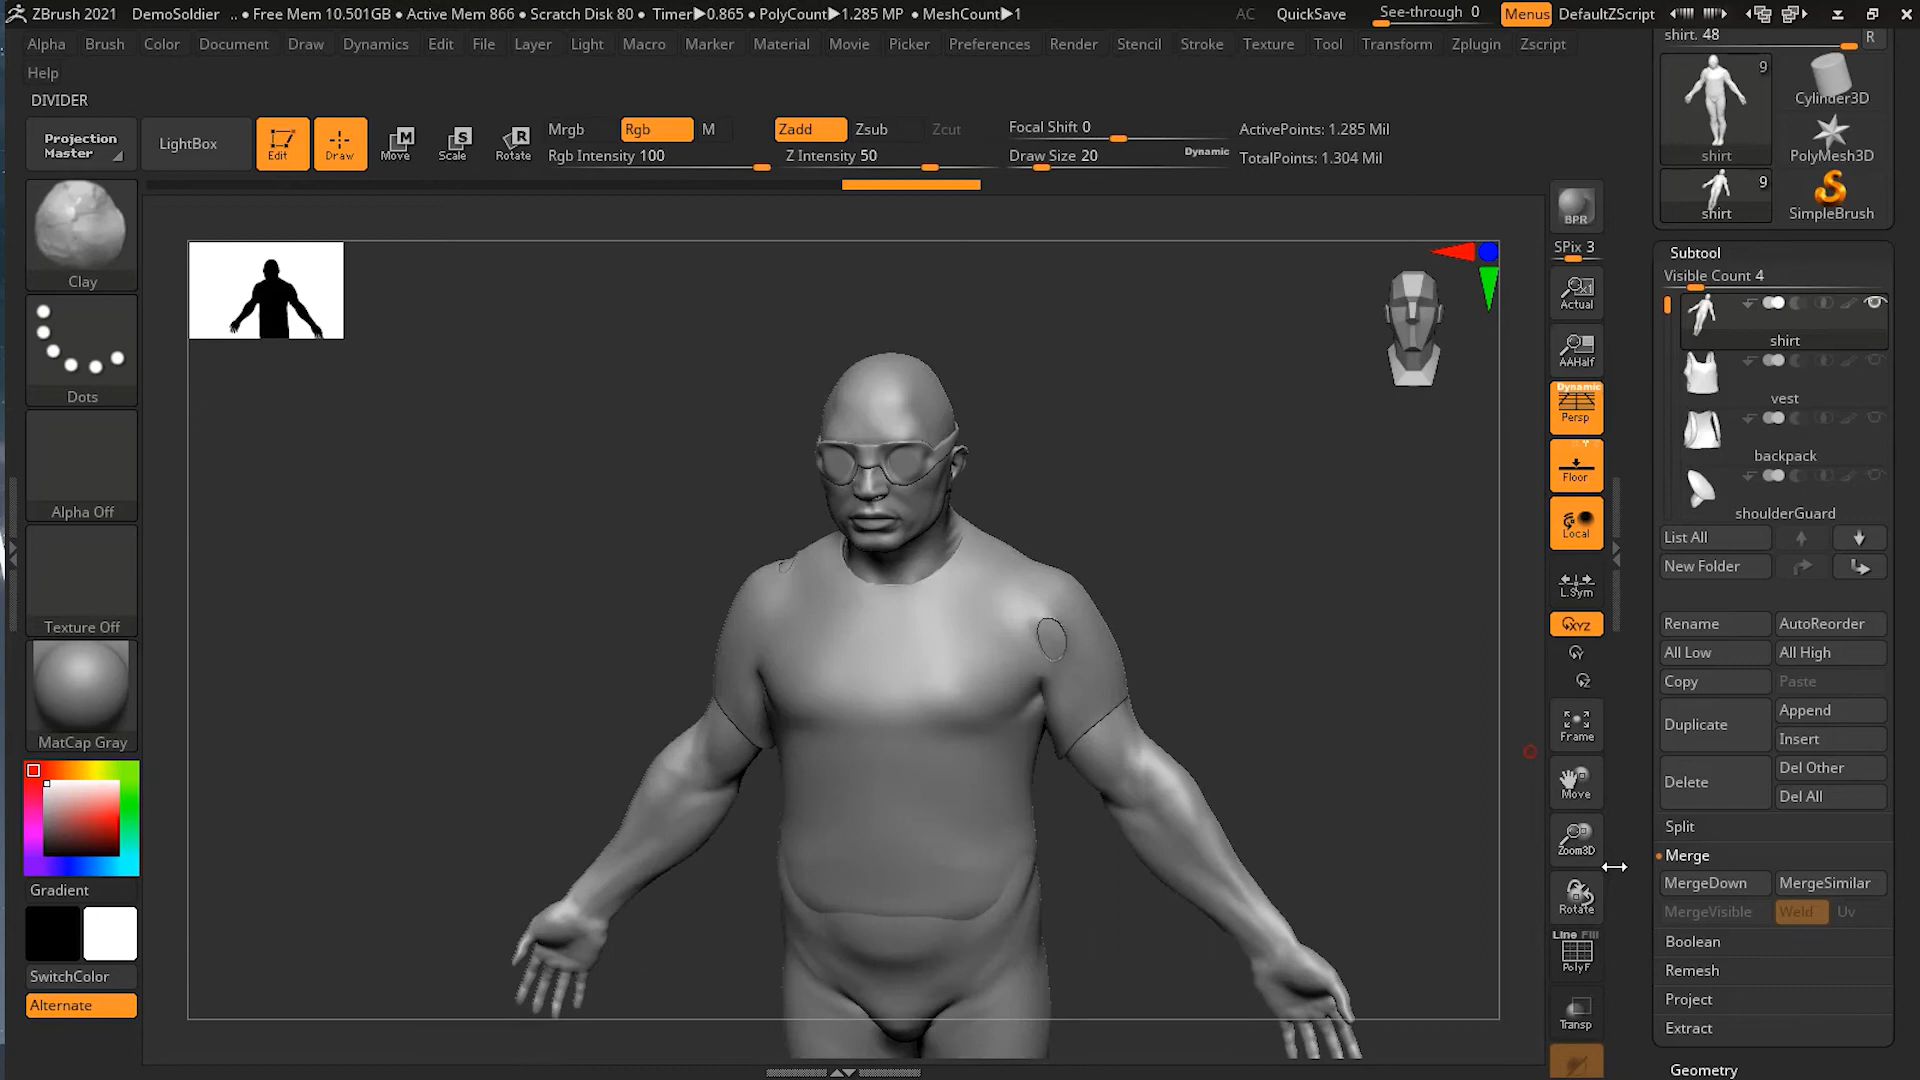 ZBrush 2021 DemoSoldier .. ● Free Mem 10.501GB ● Active Mem 866 ● Scratch Disk 80 ● Timer▶0.865 ● PolyCount▶1.285 MP ● MeshCount▶1 AC QuickSave See-through 0 Menus DefaultZScript
Alpha Brush Color Document Draw Dynamics Edit File Layer Light Macro Marker Material Movie Picker Preferences Render Stencil Stroke Texture Tool Transform Zplugin Zscript
Help
DIVIDER
Projection Master
LightBox
Edit
Draw
Move
Scale
Rotate
Mrgb Rgb M
Rgb Intensity 100
Zadd Zsub Zcut
Z Intensity 50
Focal Shift 0
Draw Size 20 Dynamic
ActivePoints: 1.285 Mil
TotalPoints: 1.304 Mil
Clay
Dots
Alpha Off
Texture Off
MatCap Gray
Gradient
SwitchColor
Alternate
BPR
SPix 3
Actual
AAHalf
Dynamic
Persp
Floor
Local
L.Sym
XYZ
Y
Z
Frame
Move
Zoom3D
Rotate
Line Fill
PolyF
Transp
shirt. 48 R
9
shirt
Cylinder3D
PolyMesh3D
9
shirt
SimpleBrush
Subtool
Visible Count 4
shirt
vest
backpack
shoulderGuard
List All
New Folder
Rename AutoReorder
All Low All High
Copy Paste
Duplicate Append
Insert
Delete Del Other
Del All
Split
Merge
MergeDown MergeSimilar
MergeVisible Weld Uv
Boolean
Remesh
Project
Extract
Geometry